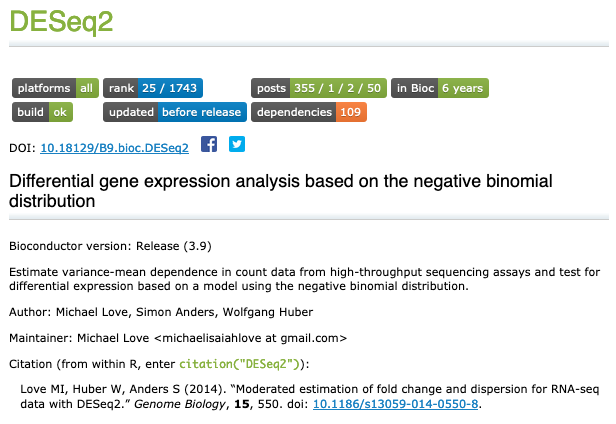 DESeq2
platforms all rank 25 / 1743 posts 355 / 1 / 2 / 50 in Bioc 6 years
build ok updated before release dependencies 109
DOI: 10.18129/B9.bioc.DESeq2
Differential gene expression analysis based on the negative binomial
distribution
Bioconductor version: Release (3.9)
Estimate variance-mean dependence in count data from high-throughput sequencing assays and test for
differential expression based on a model using the negative binomial distribution.
Author: Michael Love, Simon Anders, Wolfgang Huber
Maintainer: Michael Love <michaelisaiahlove at gmail.com>
Citation (from within R, enter citation("DESeq2")):
Love MI, Huber W, Anders S (2014). “Moderated estimation of fold change and dispersion for RNA-seq
data with DESeq2.” Genome Biology, 15, 550. doi: 10.1186/s13059-014-0550-8.